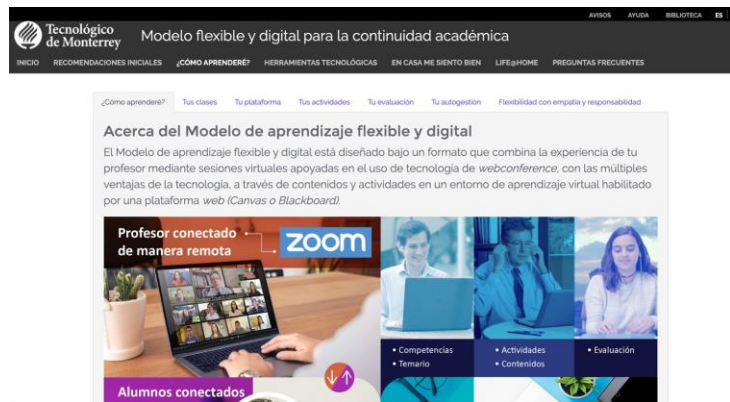 AVISOS AYUDA BIBLIOTECA ES
Tecnológico
de Monterrey
Modelo flexible y digital para la continuidad académica
INICIO RECOMENDACIONES INICIALES ¿CÓMO APRENDERÉ? HERRAMIENTAS TECNOLÓGICAS EN CASA ME SIENTO BIEN LIFE@HOME PREGUNTAS FRECUENTES
¿Cómo aprenderé? Tus clases Tu plataforma Tus actividades Tu evaluación Tu autogestión Flexibilidad con empatía y responsabilidad
Acerca del Modelo de aprendizaje flexible y digital
El Modelo de aprendizaje flexible y digital está diseñado bajo un formato que combina la experiencia de tu
profesor mediante sesiones virtuales apoyadas en el uso de tecnología de webconference, con las múltiples
ventajas de la tecnología, a través de contenidos y actividades en un entorno de aprendizaje virtual habilitado
por una plataforma web (Canvas o Blackboard).
Profesor conectado
de manera remota
zoom
• Competencias
• Temario
• Actividades
• Contenidos
• Evaluación
Alumnos conectados